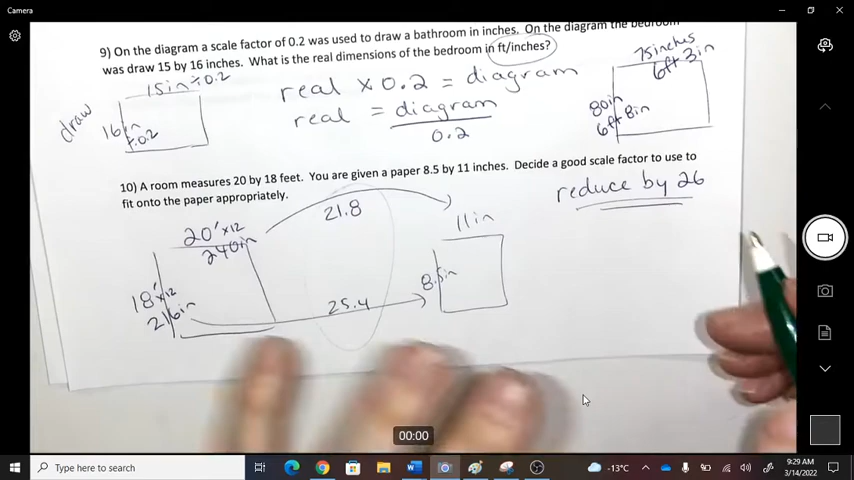 Camera
9) On the diagram a scale factor of 0.2 was used to draw a bathroom in inches. On the diagram the bedroom
was draw 15 by 16 inches. What is the real dimensions of the bedroom in ft/inches?
15in ÷0.2
draw
16in
÷0.2
real x 0.2 = diagram
real = diagram
0.2
75inches
6ft 3in
80in
6ft 8in
10) A room measures 20 by 18 feet. You are given a paper 8.5 by 11 inches. Decide a good scale factor to use to
fit onto the paper appropriately.
reduce by 26
20' x12
240in
18' x12
216in
21.8
25.4
11in
8.5in
00:00
Type here to search
-13°C
9:29 AM
3/14/2022